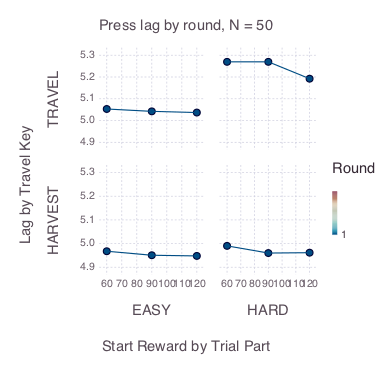 Press lag by round, N = 50
Lag by Travel Key
TRAVEL
5.3
5.2
5.1
5.0
4.9
HARVEST
5.3
5.2
5.1
5.0
4.9
60 70 80 90 100 110 120
60 70 80 90 100 110 120
EASY
HARD
Start Reward by Trial Part
Round
1